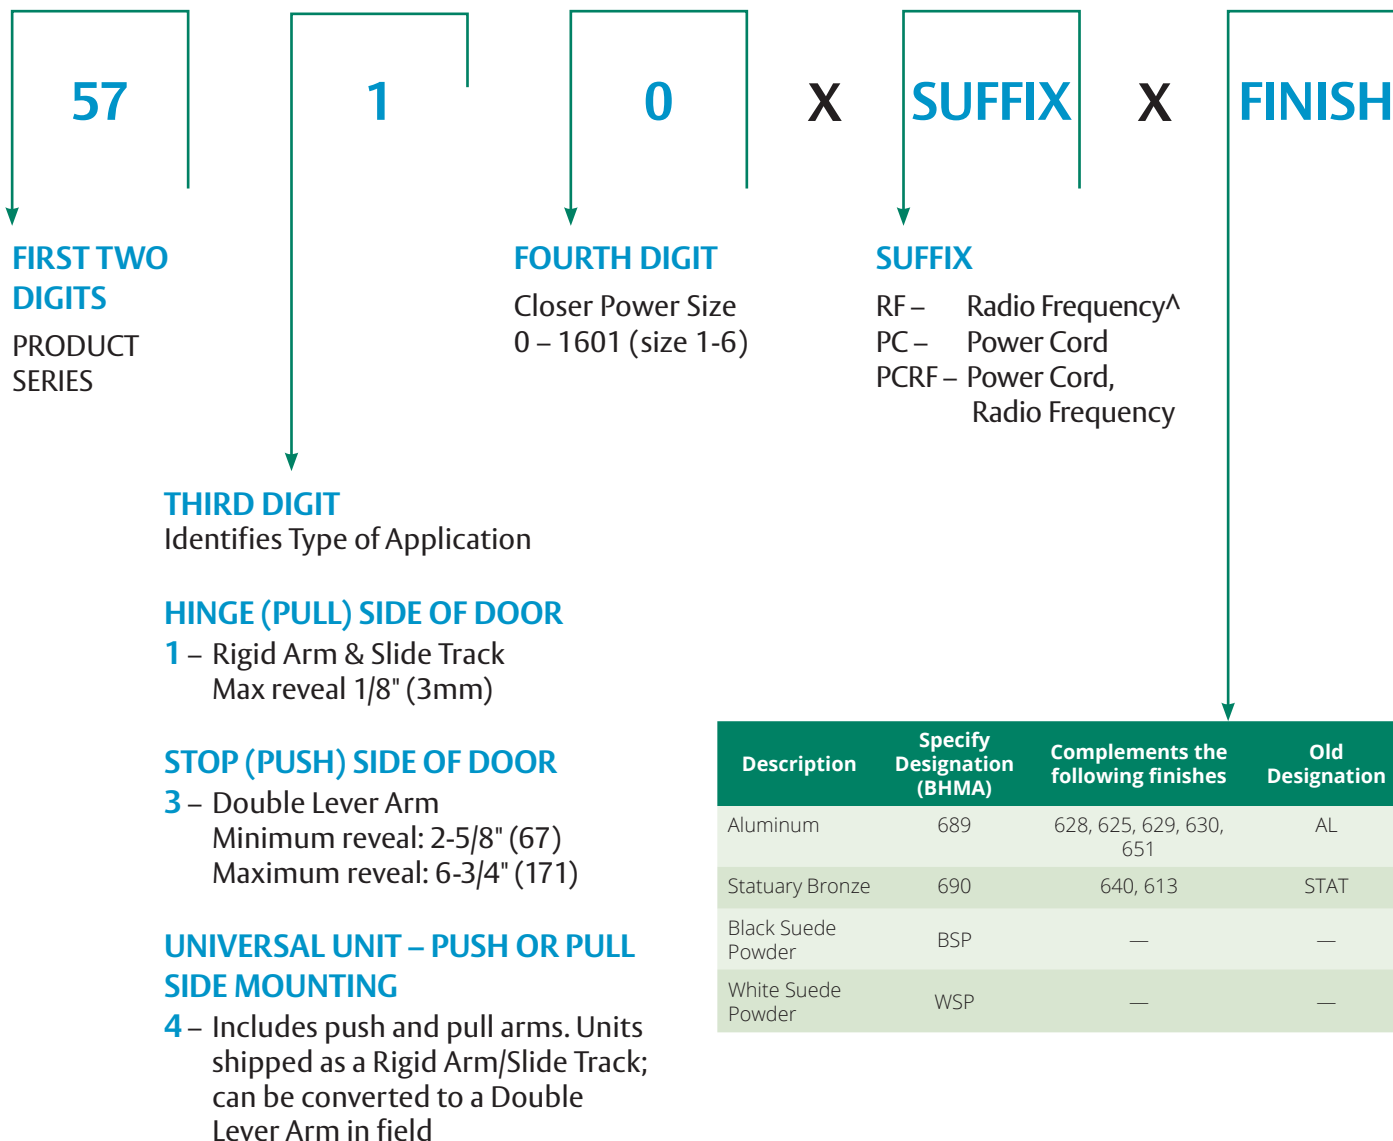 57 1 0 X SUFFIX X FINISH
FIRST TWO
DIGITS
PRODUCT
SERIES
FOURTH DIGIT
Closer Power Size
0 – 1601 (size 1-6)
SUFFIX
RF – Radio Frequency^
PC – Power Cord
PCRF – Power Cord,
Radio Frequency
THIRD DIGIT
Identifies Type of Application
HINGE (PULL) SIDE OF DOOR
1 – Rigid Arm & Slide Track
Max reveal 1/8" (3mm)
STOP (PUSH) SIDE OF DOOR
3 – Double Lever Arm
Minimum reveal: 2-5/8" (67)
Maximum reveal: 6-3/4" (171)
UNIVERSAL UNIT – PUSH OR PULL
SIDE MOUNTING
4 – Includes push and pull arms. Units
shipped as a Rigid Arm/Slide Track;
can be converted to a Double
Lever Arm in field
Description
Specify
Designation
(BHMA)
Complements the
following finishes
Old
Designation
Aluminum 689 628, 625, 629, 630, AL
651
Statuary Bronze 690 640, 613 STAT
Black Suede
Powder BSP — —
White Suede
Powder WSP — —